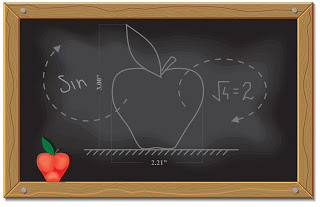 Sin
3.00"
√4=2
2.21"